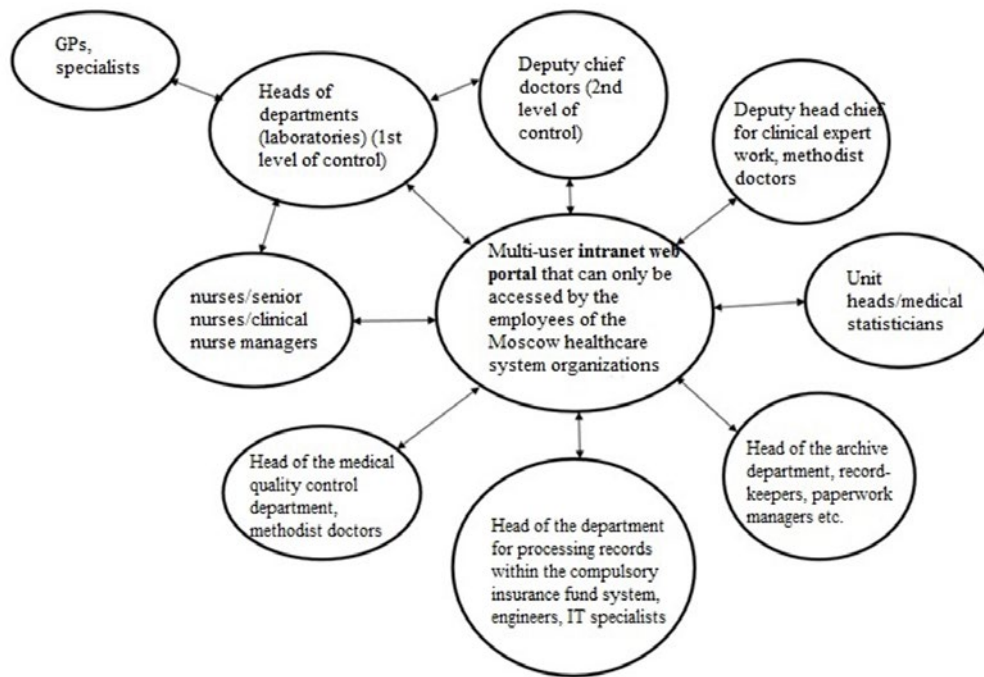 GPs,
specialists
Heads of
departments
(laboratories) (1st
level of control)
Deputy chief
doctors (2nd
level of
control)
Deputy head chief
for clinical expert
work, methodist
doctors
Multi-user intranet web
portal that can only be
accessed by the
employees of the
Moscow healthcare
system organizations
Unit
heads/medical
statisticians
nurses/senior
nurses/clinical
nurse managers
Head of the medical
quality control
department,
methodist doctors
Head of the department
for processing records
within the compulsory
insurance fund system,
engineers, IT specialists
Head of the archive
department, record-
keepers, paperwork
managers etc.